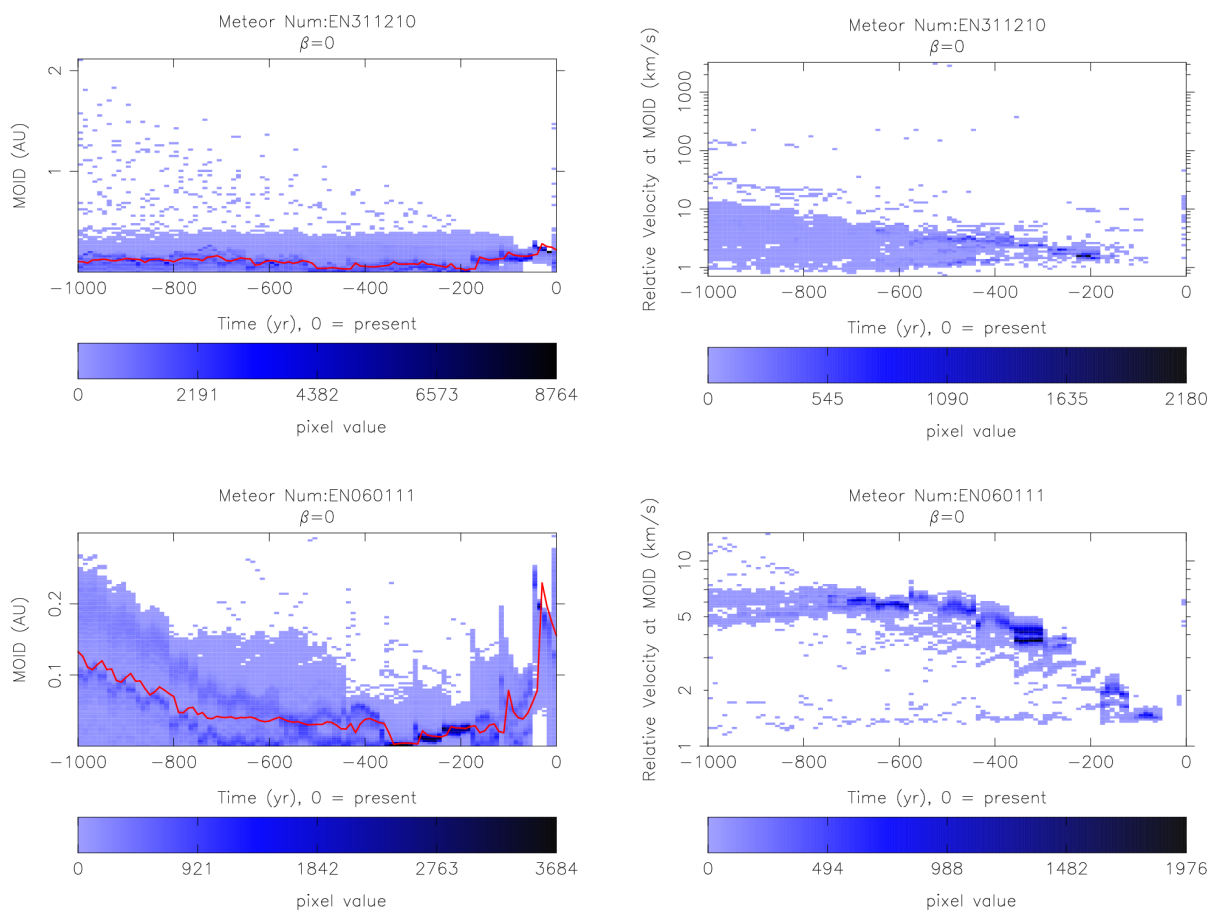 Meteor Num:EN311210
β=0
MOID (AU)
2
1
−1000 −800 −600 −400 −200 0
Time (yr), 0 = present
0 2191 4382 6573 8764
pixel value
Meteor Num:EN311210
β=0
Relative Velocity at MOID (km/s)
1000
100
10
1
−1000 −800 −600 −400 −200 0
Time (yr), 0 = present
0 545 1090 1635 2180
pixel value
Meteor Num:EN060111
β=0
MOID (AU)
0.2
0.1
−1000 −800 −600 −400 −200 0
Time (yr), 0 = present
0 921 1842 2763 3684
pixel value
Meteor Num:EN060111
β=0
Relative Velocity at MOID (km/s)
10
5
2
1
−1000 −800 −600 −400 −200 0
Time (yr), 0 = present
0 494 988 1482 1976
pixel value